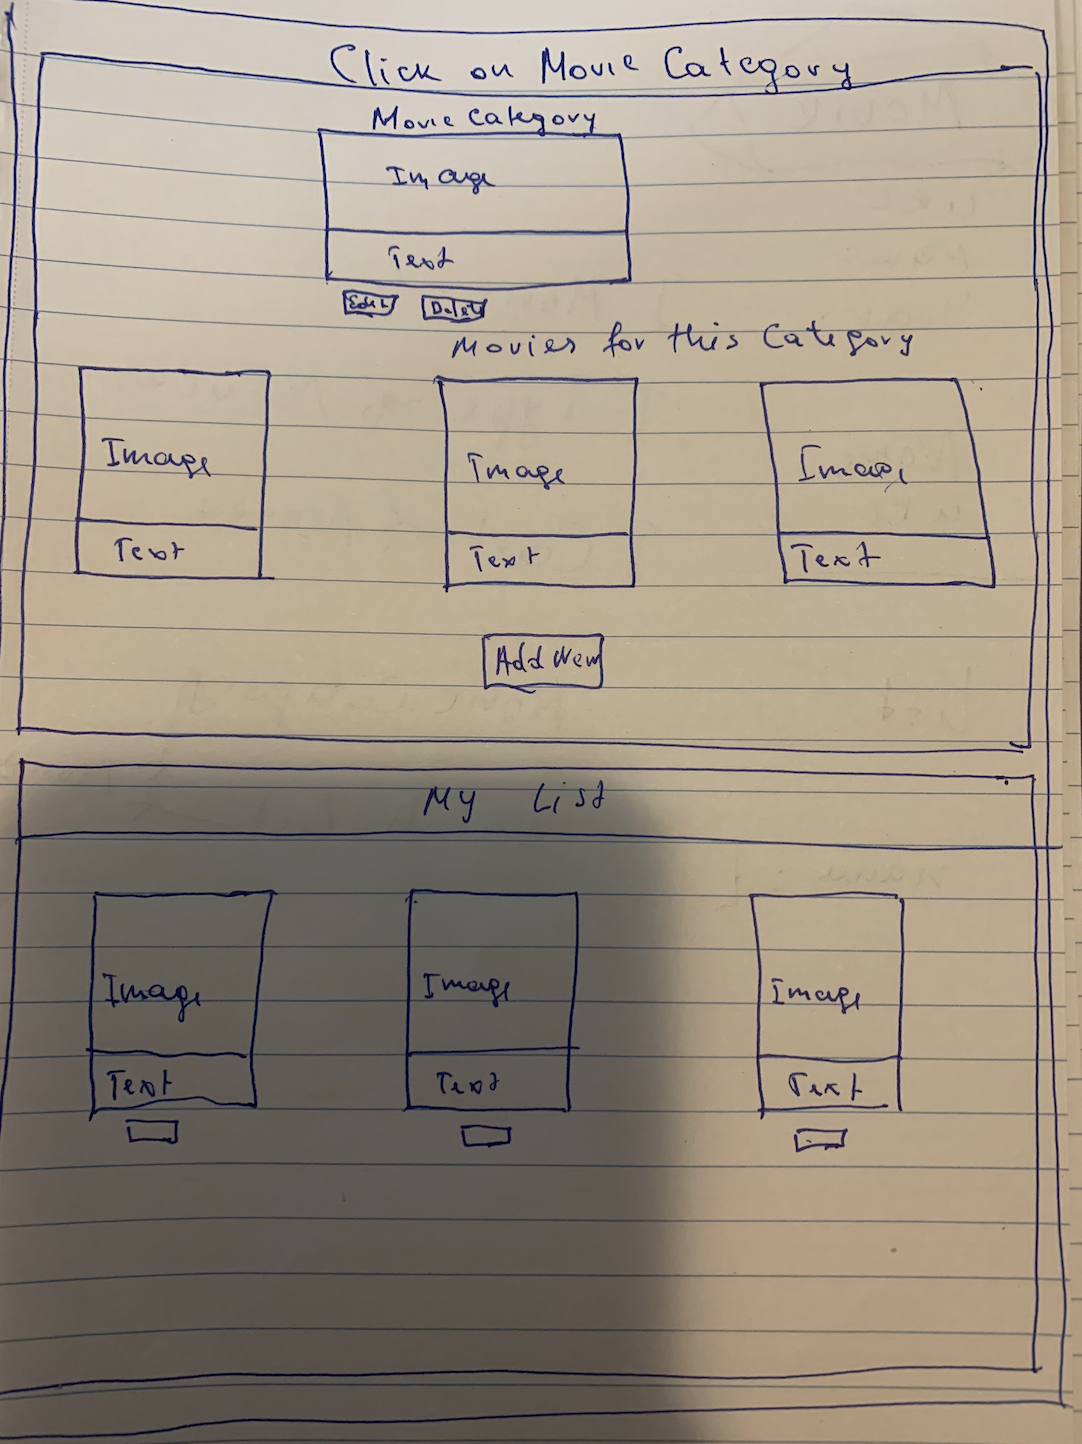 Click on Movie Category
Movie Category
Image
Text
Edit Delete
Movies for this Category
Image Image Image
Text Text Text
Add New
My List
Image Image Image
Text Text Text